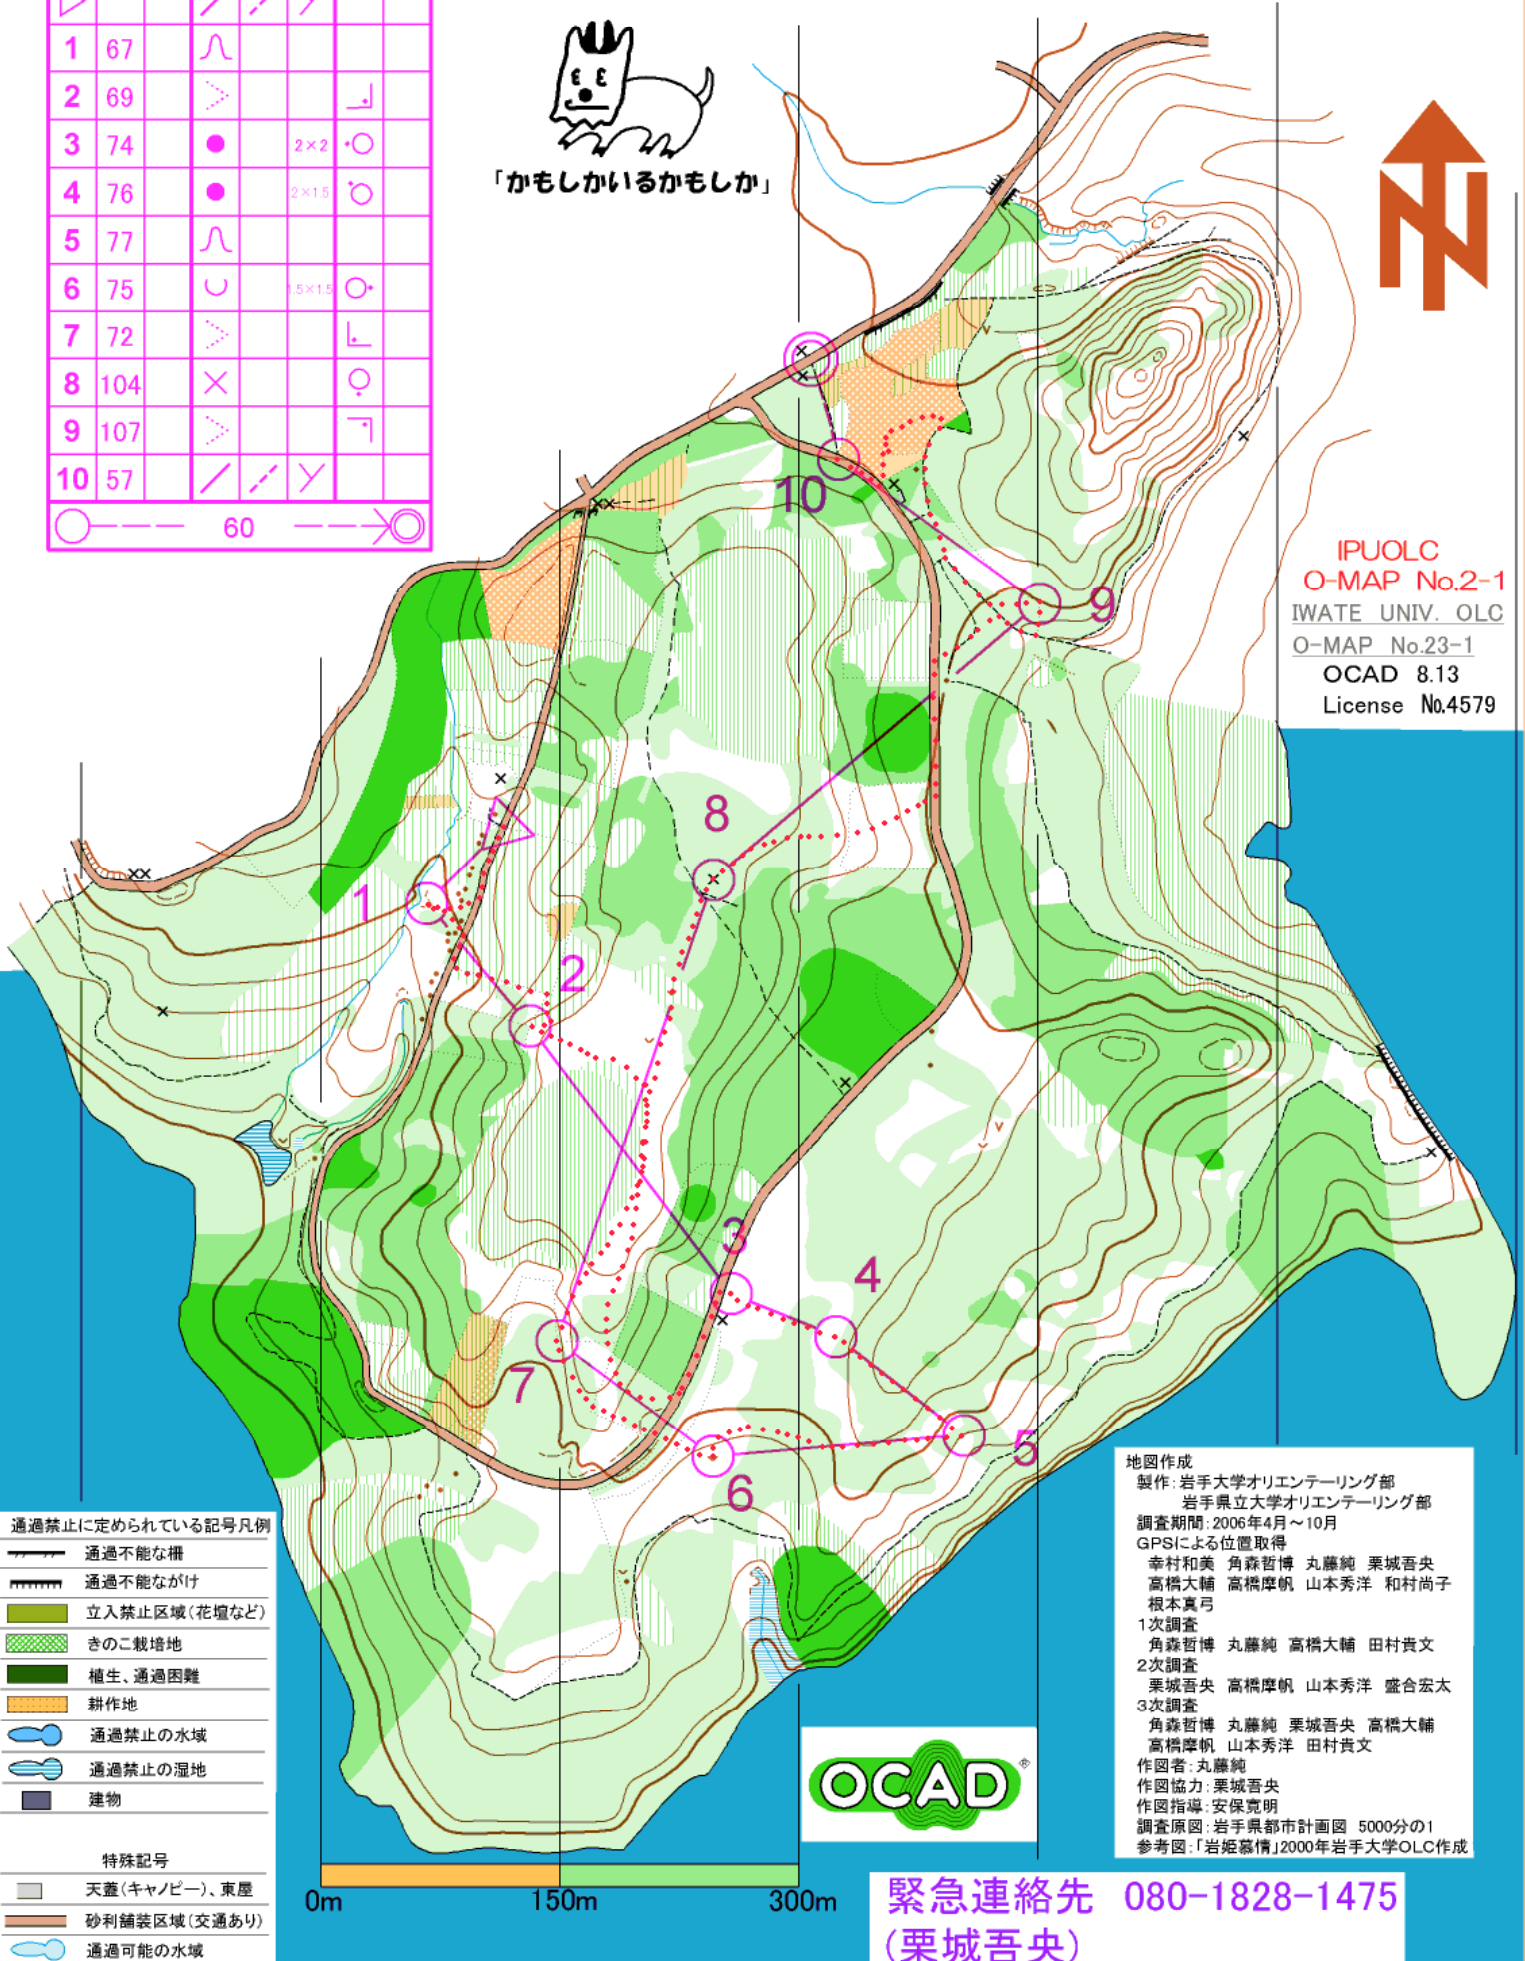 1 67
2 69
3 74 2×2
4 76 2×1.5
5 77
6 75 1.5×1.5
7 72
8 104
9 107
10 57
60
「かもしかいるかもしか」
N
IPUOLC
O-MAP No.2-1
IWATE UNIV. OLC
O-MAP No.23-1
OCAD 8.13
License No.4579
10
9
8
1
2
3
4
7
5
6
通過禁止に定められている記号凡例
通過不能な柵
通過不能ながけ
立入禁止区域(花壇など)
きのこ栽培地
植生、通過困難
耕作地
通過禁止の水域
通過禁止の湿地
建物
特殊記号
天蓋(キャノピー)、東屋
砂利舗装区域(交通あり)
通過可能の水域
0m 150m 300m
OCAD®
地図作成
製作:岩手大学オリエンテーリング部
岩手県立大学オリエンテーリング部
調査期間:2006年4月~10月
GPSによる位置取得
幸村和美 角森哲博 丸藤純 栗城吾央
高橋大輔 高橋摩帆 山本秀洋 和村尚子
根本真弓
1次調査
角森哲博 丸藤純 高橋大輔 田村貴文
2次調査
栗城吾央 高橋摩帆 山本秀洋 盛合宏太
3次調査
角森哲博 丸藤純 栗城吾央 高橋大輔
高橋摩帆 山本秀洋 田村貴文
作図者:丸藤純
作図協力:栗城吾央
作図指導:安保寛明
調査原図:岩手県都市計画図 5000分の1
参考図:「岩姫慕情」2000年岩手大学OLC作成
緊急連絡先 080-1828-1475
(栗城吾央)